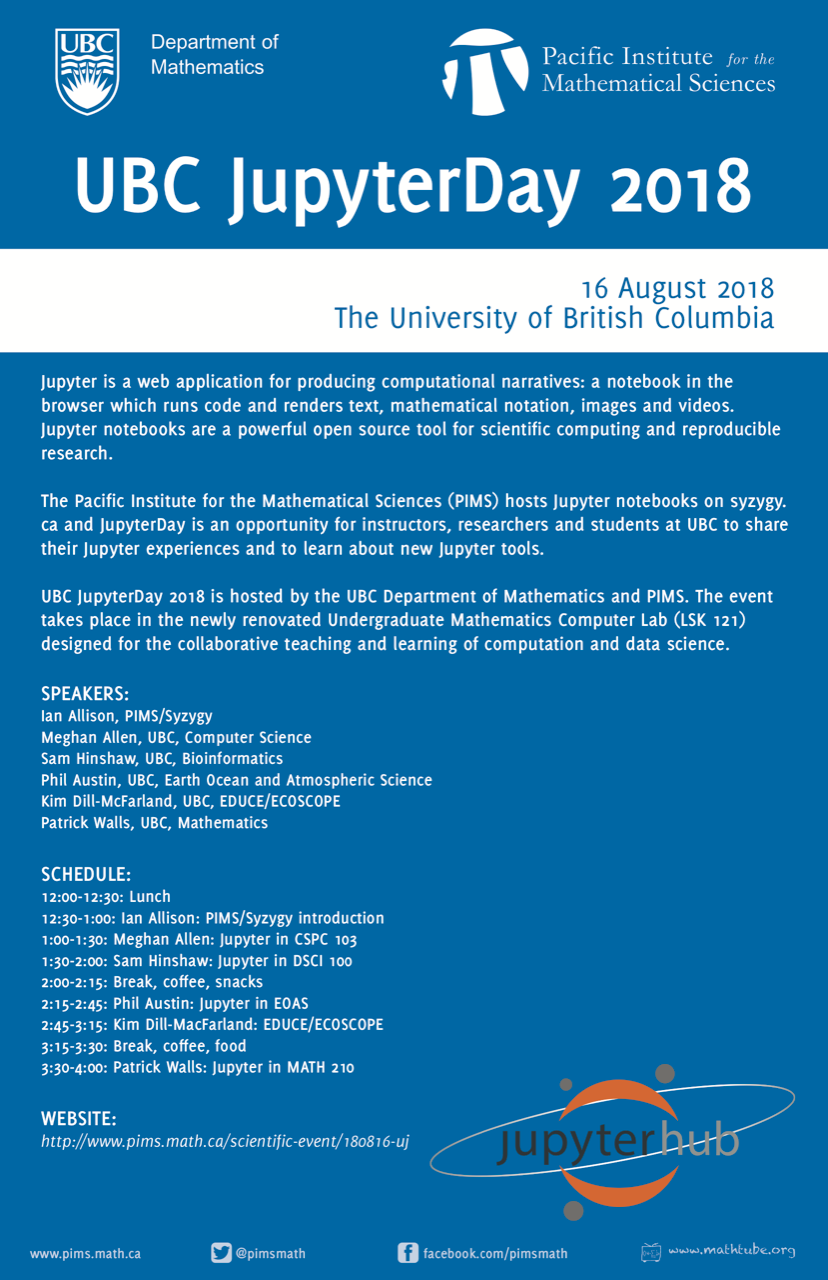 UBC
Department of
Mathematics
Pacific Institute for the
Mathematical Sciences
UBC JupyterDay 2018
16 August 2018
The University of British Columbia
Jupyter is a web application for producing computational narratives: a notebook in the
browser which runs code and renders text, mathematical notation, images and videos.
Jupyter notebooks are a powerful open source tool for scientific computing and reproducible
research.
The Pacific Institute for the Mathematical Sciences (PIMS) hosts Jupyter notebooks on syzygy.
ca and JupyterDay is an opportunity for instructors, researchers and students at UBC to share
their Jupyter experiences and to learn about new Jupyter tools.
UBC JupyterDay 2018 is hosted by the UBC Department of Mathematics and PIMS. The event
takes place in the newly renovated Undergraduate Mathematics Computer Lab (LSK 121)
designed for the collaborative teaching and learning of computation and data science.
SPEAKERS:
Ian Allison, PIMS/Syzygy
Meghan Allen, UBC, Computer Science
Sam Hinshaw, UBC, Bioinformatics
Phil Austin, UBC, Earth Ocean and Atmospheric Science
Kim Dill-McFarland, UBC, EDUCE/ECOSCOPE
Patrick Walls, UBC, Mathematics
SCHEDULE:
12:00-12:30: Lunch
12:30-1:00: Ian Allison: PIMS/Syzygy introduction
1:00-1:30: Meghan Allen: Jupyter in CSPC 103
1:30-2:00: Sam Hinshaw: Jupyter in DSCI 100
2:00-2:15: Break, coffee, snacks
2:15-2:45: Phil Austin: Jupyter in EOAS
2:45-3:15: Kim Dill-MacFarland: EDUCE/ECOSCOPE
3:15-3:30: Break, coffee, food
3:30-4:00: Patrick Walls: Jupyter in MATH 210
WEBSITE:
http://www.pims.math.ca/scientific-event/180816-uj
jupyterhub
www.pims.math.ca
@pimsmath
facebook.com/pimsmath
www.mathtube.org